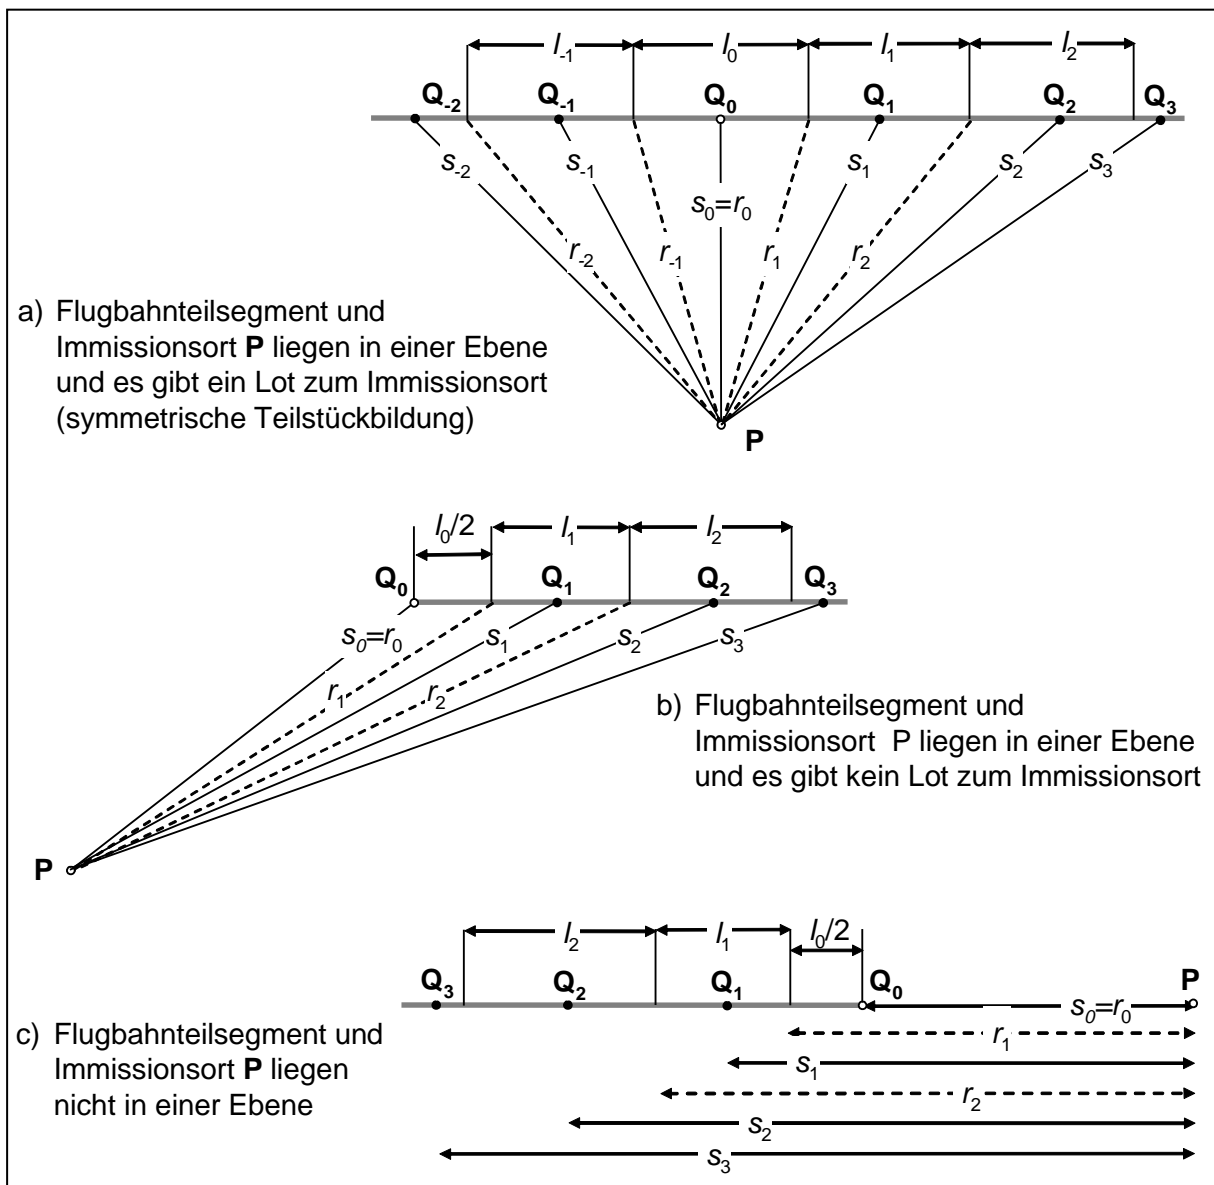 l-1 l0 l1 l2
Q-2 Q-1 Q0 Q1 Q2 Q3
s-2 s-1 s1 s2 s3
s0=r0
r-2 r-1 r1 r2
a) Flugbahnteilsegment und
Immissionsort P liegen in einer Ebene
und es gibt ein Lot zum Immissionsort
(symmetrische Teilstückbildung)
P
l0/2 l1 l2
Q0 Q1 Q2 Q3
s0=r0 s1 s2 s3
r1 r2
b) Flugbahnteilsegment und
Immissionsort P liegen in einer Ebene
und es gibt kein Lot zum Immissionsort
P
l2 l1 l0/2
Q3 Q2 Q1 Q0 P
s0=r0
r1
s1
r2
s2
s3
c) Flugbahnteilsegment und
Immissionsort P liegen
nicht in einer Ebene